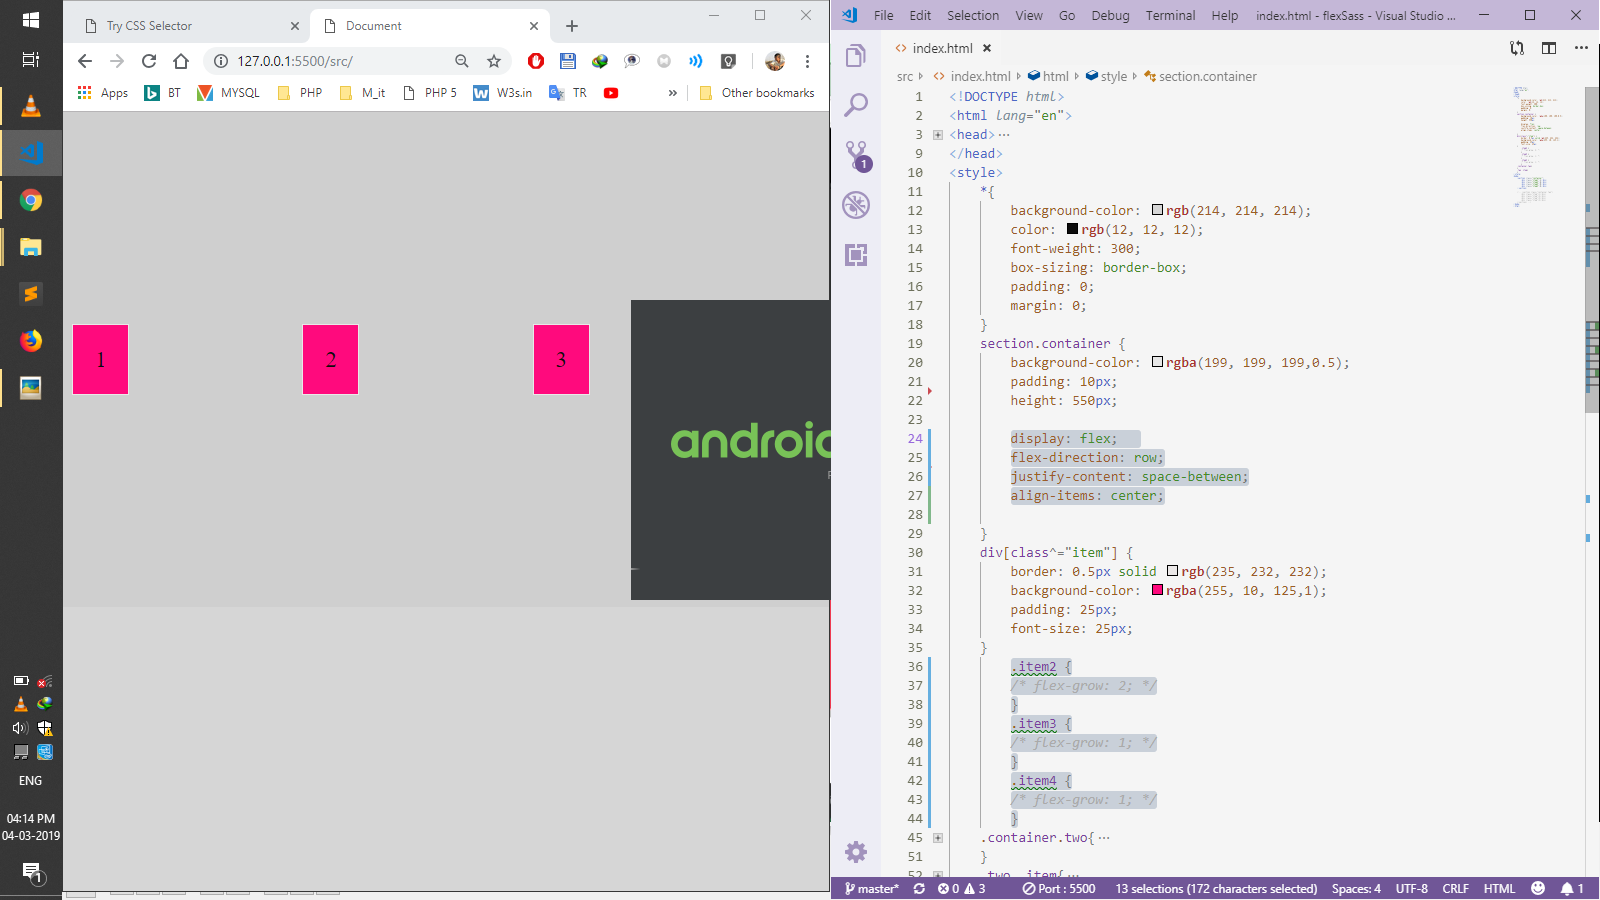 Try CSS Selector
Document
127.0.0.1:5500/src/
Apps
BT
MYSQL
PHP
M_it
PHP 5
W3s.in
TR
»
Other bookmarks
1
2
3
android
04:14 PM
04-03-2019
ENG
1
File Edit Selection View Go Debug Terminal Help
index.html - flexSass - Visual Studio ...
index.html
src index.html html style section.container
1
1 <!DOCTYPE html>
2 <html lang="en">
3 <head>...
9 </head>
10 <style>
11 *{
12 background-color: rgb(214, 214, 214);
13 color: rgb(12, 12, 12);
14 font-weight: 300;
15 box-sizing: border-box;
16 padding: 0;
17 margin: 0;
18 }
19 section.container {
20 background-color: rgba(199, 199, 199,0.5);
21 padding: 10px;
22 height: 550px;
23
24 display: flex;
25 flex-direction: row;
26 justify-content: space-between;
27 align-items: center;
28
29 }
30 div[class^="item"] {
31 border: 0.5px solid rgb(235, 232, 232);
32 background-color: rgba(255, 10, 125,1);
33 padding: 25px;
34 font-size: 25px;
35 }
36 .item2 {
37 /* flex-grow: 2; */
38 }
39 .item3 {
40 /* flex-grow: 1; */
41 }
42 .item4 {
43 /* flex-grow: 1; */
44 }
45 .container.two{...
51 }
52 .two .item{...
master* 0 3 Port : 5500 13 selections (172 characters selected) Spaces: 4 UTF-8 CRLF HTML 1